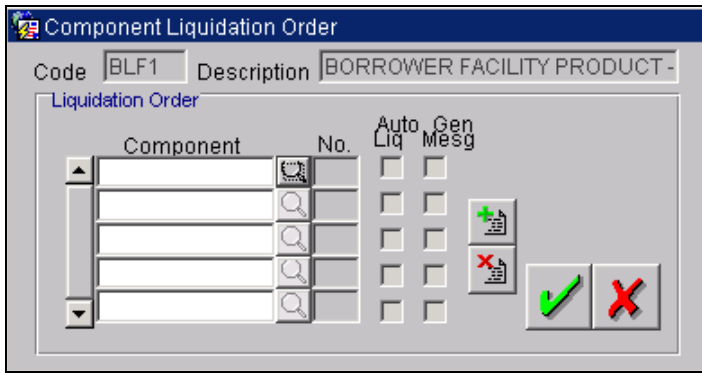 Component Liquidation Order
Code BLF1 Description BORROWER FACILITY PRODUCT -
Liquidation Order
Component No. Auto Liq Gen Mesg